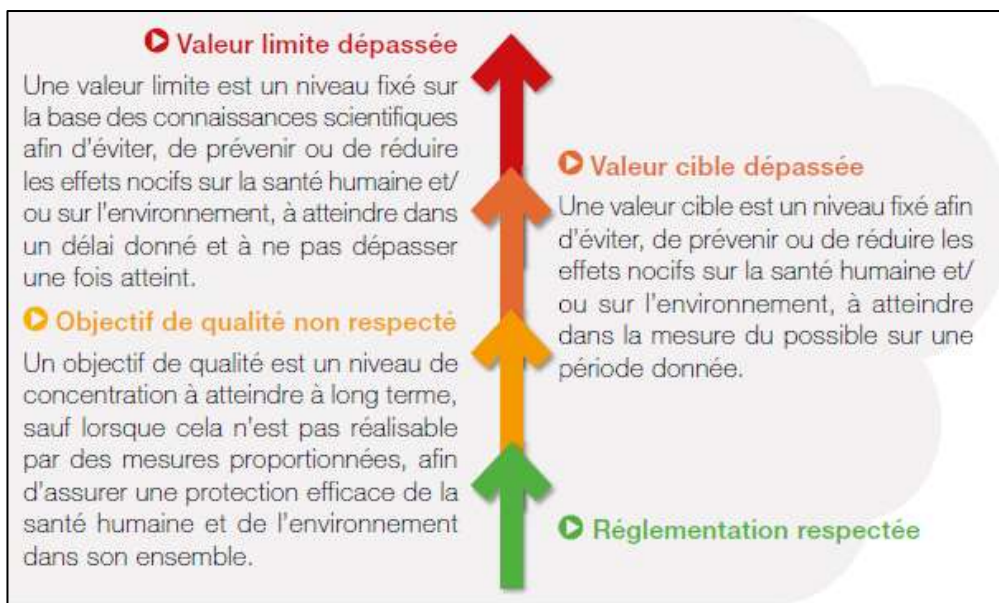 Valeur limite dépassée
Une valeur limite est un niveau fixé sur
la base des connaissances scientifiques
afin d'éviter, de prévenir ou de réduire
les effets nocifs sur la santé humaine et/
ou sur l'environnement, à atteindre dans
un délai donné et à ne pas dépasser
une fois atteint.
Objectif de qualité non respecté
Un objectif de qualité est un niveau de
concentration à atteindre à long terme,
sauf lorsque cela n'est pas réalisable
par des mesures proportionnées, afin
d'assurer une protection efficace de la
santé humaine et de l'environnement
dans son ensemble.
Valeur cible dépassée
Une valeur cible est un niveau fixé afin
d'éviter, de prévenir ou de réduire les
effets nocifs sur la santé humaine et/
ou sur l'environnement, à atteindre
dans la mesure du possible sur une
période donnée.
Réglementation respectée